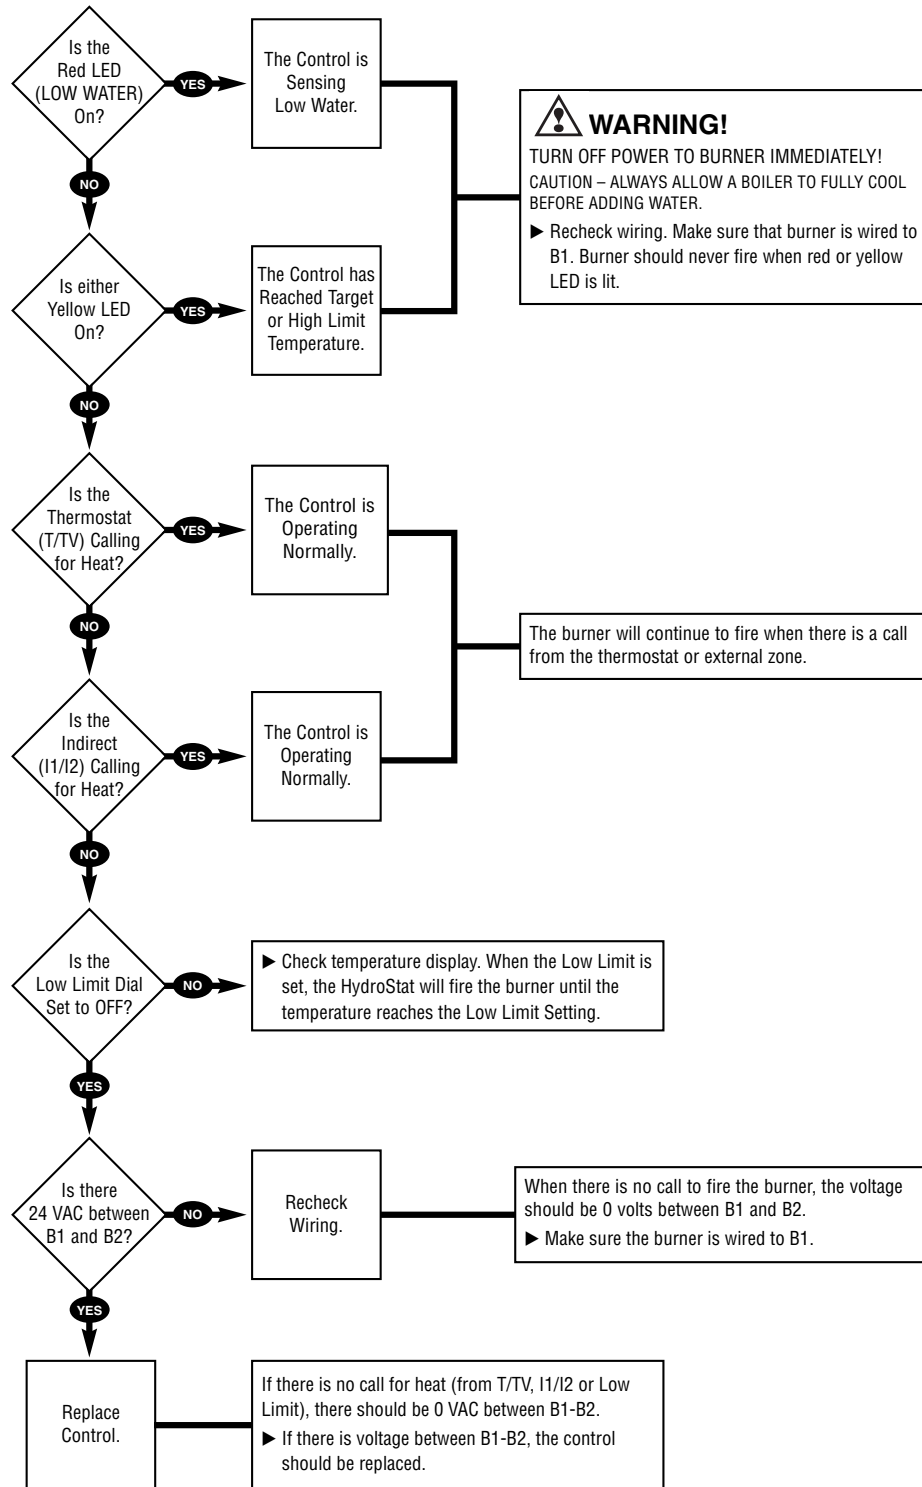 Is the
Red LED
(LOW WATER)
On?
YES
The Control is
Sensing
Low Water.
WARNING!
TURN OFF POWER TO BURNER IMMEDIATELY!
CAUTION – ALWAYS ALLOW A BOILER TO FULLY COOL
BEFORE ADDING WATER.
▶ Recheck wiring. Make sure that burner is wired to
B1. Burner should never fire when red or yellow
LED is lit.
NO
Is either
Yellow LED
On?
YES
The Control has
Reached Target
or High Limit
Temperature.
NO
Is the
Thermostat
(T/TV) Calling
for Heat?
YES
The Control is
Operating
Normally.
The burner will continue to fire when there is a call
from the thermostat or external zone.
NO
Is the
Indirect
(I1/I2) Calling
for Heat?
YES
The Control is
Operating
Normally.
NO
Is the
Low Limit Dial
Set to OFF?
NO
▶ Check temperature display. When the Low Limit is
set, the HydroStat will fire the burner until the
temperature reaches the Low Limit Setting.
YES
Is there
24 VAC between
B1 and B2?
NO
Recheck
Wiring.
When there is no call to fire the burner, the voltage
should be 0 volts between B1 and B2.
▶ Make sure the burner is wired to B1.
YES
Replace
Control.
If there is no call for heat (from T/TV, I1/I2 or Low
Limit), there should be 0 VAC between B1-B2.
▶ If there is voltage between B1-B2, the control
should be replaced.